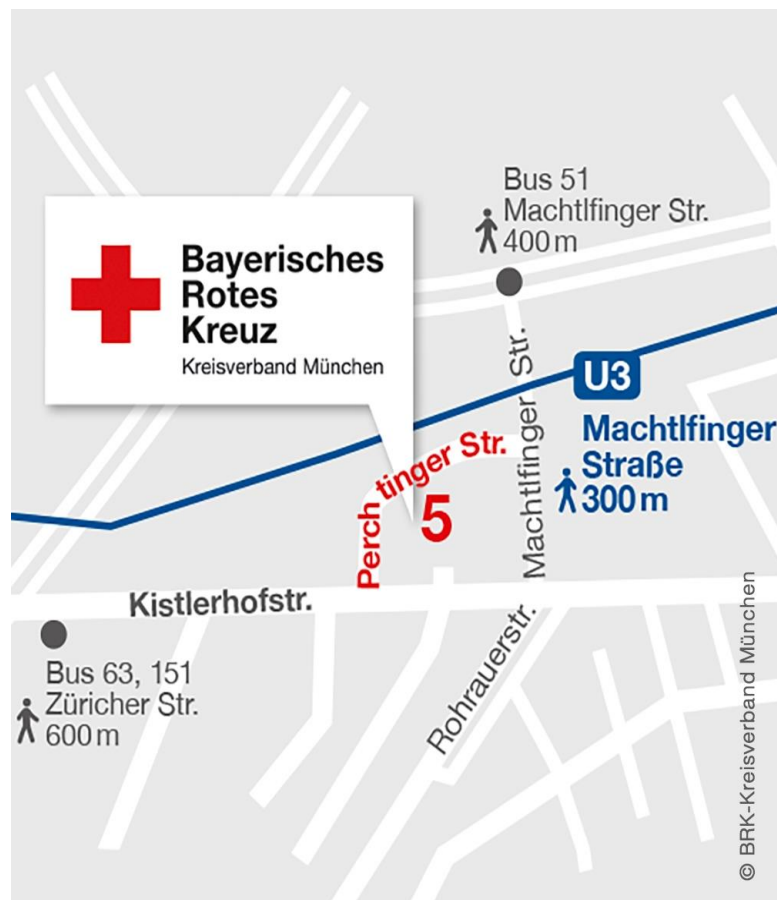 Bus 51
Machtlfinger Str.
400 m
Bayerisches
Rotes
Kreuz
Kreisverband München
U3
Machtlfinger
Straße
300 m
Machtlfinger Str.
Perchtinger Str.
5
Kistlerhofstr.
Rohrauerstr.
Bus 63, 151
Züricher Str.
600 m
© BRK-Kreisverband München